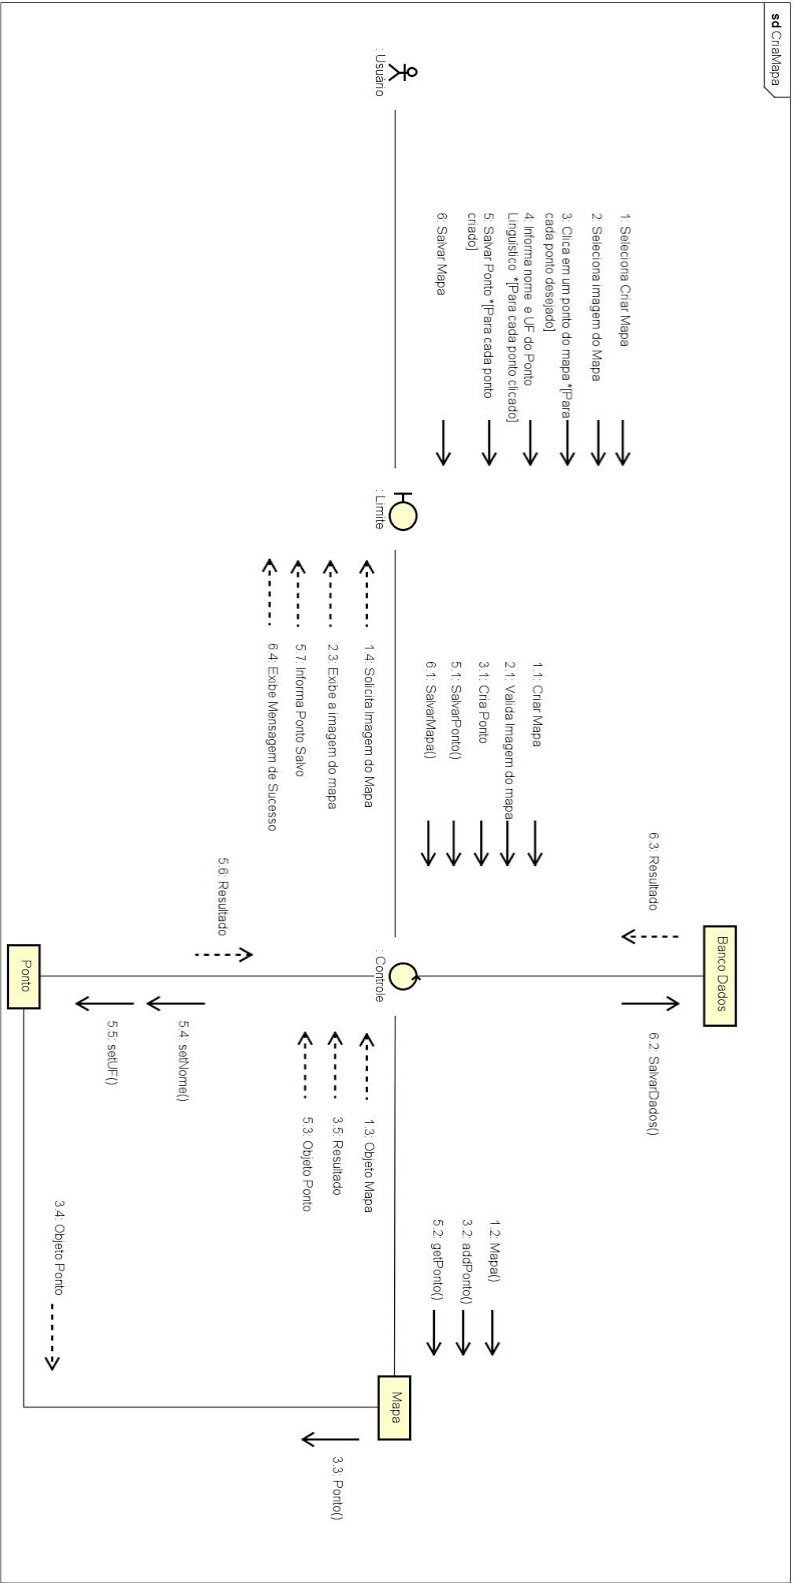 sd CriaMapa
: Usuário
1: Seleciona Criar Mapa
2: Seleciona imagem do Mapa
3: Clica em um ponto do mapa *[Para
cada ponto desejado]
4: Informa nome e UF do Ponto
Linguistico *[Para cada ponto clicado]
5: Salvar Ponto *[Para cada ponto
criado]
6: Salvar Mapa
: Limite
1.1: Criar Mapa
2.1: Valida Imagem do mapa
3.1: Cria Ponto
5.1: SalvarPonto()
6.1: SalvarMapa()
1.4: Solicita Imagem do Mapa
2.3: Exibe a imagem do mapa
5.7: Informa Ponto Salvo
6.4: Exibe Mensagem de Sucesso
Banco Dados
6.3: Resultado
6.2: SalvarDados()
: Controle
1.2: Mapa()
3.2: addPonto()
5.2: getPonto()
1.3: Objeto Mapa
3.5: Resultado
5.3: Objeto Ponto
Mapa
5.6: Resultado
5.4: setNome()
5.5: setUF()
Ponto
3.4: Objeto Ponto
3.3: Ponto()